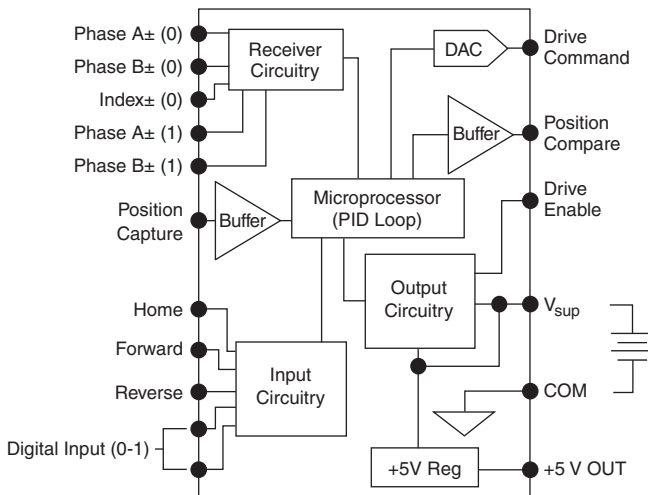 Phase A± (0)
Phase B± (0)
Index± (0)
Phase A± (1)
Phase B± (1)
Position
Capture
Home
Forward
Reverse
Digital Input (0-1)
Receiver
Circuitry
Buffer
Microprocessor
(PID Loop)
Input
Circuitry
DAC
Buffer
Output
Circuitry
+5V Reg
Drive
Command
Position
Compare
Drive
Enable
Vsup
COM
+5 V OUT